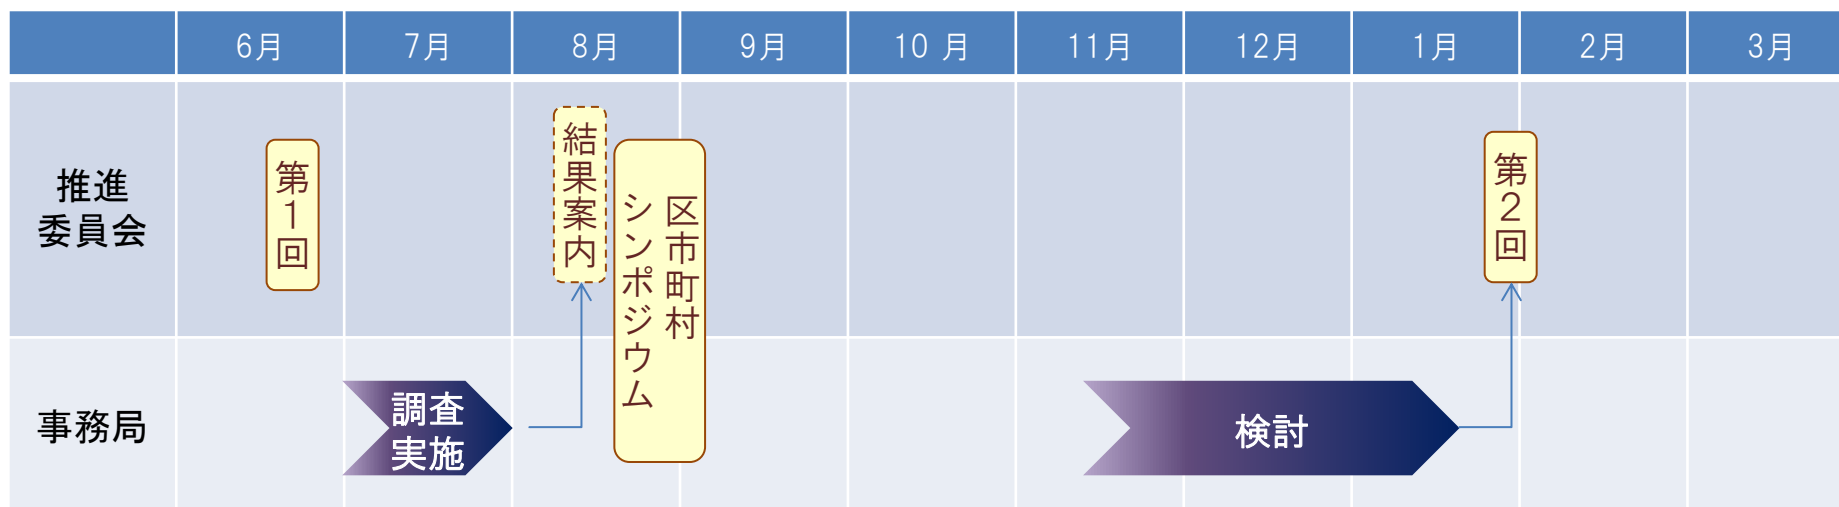 6月
7月
8月
9月
10 月
11月
12月
1月
2月
3月
推進
委員会
第1回
結果案内
区市町村
シンポジウム
第2回
事務局
調査
実施
検討